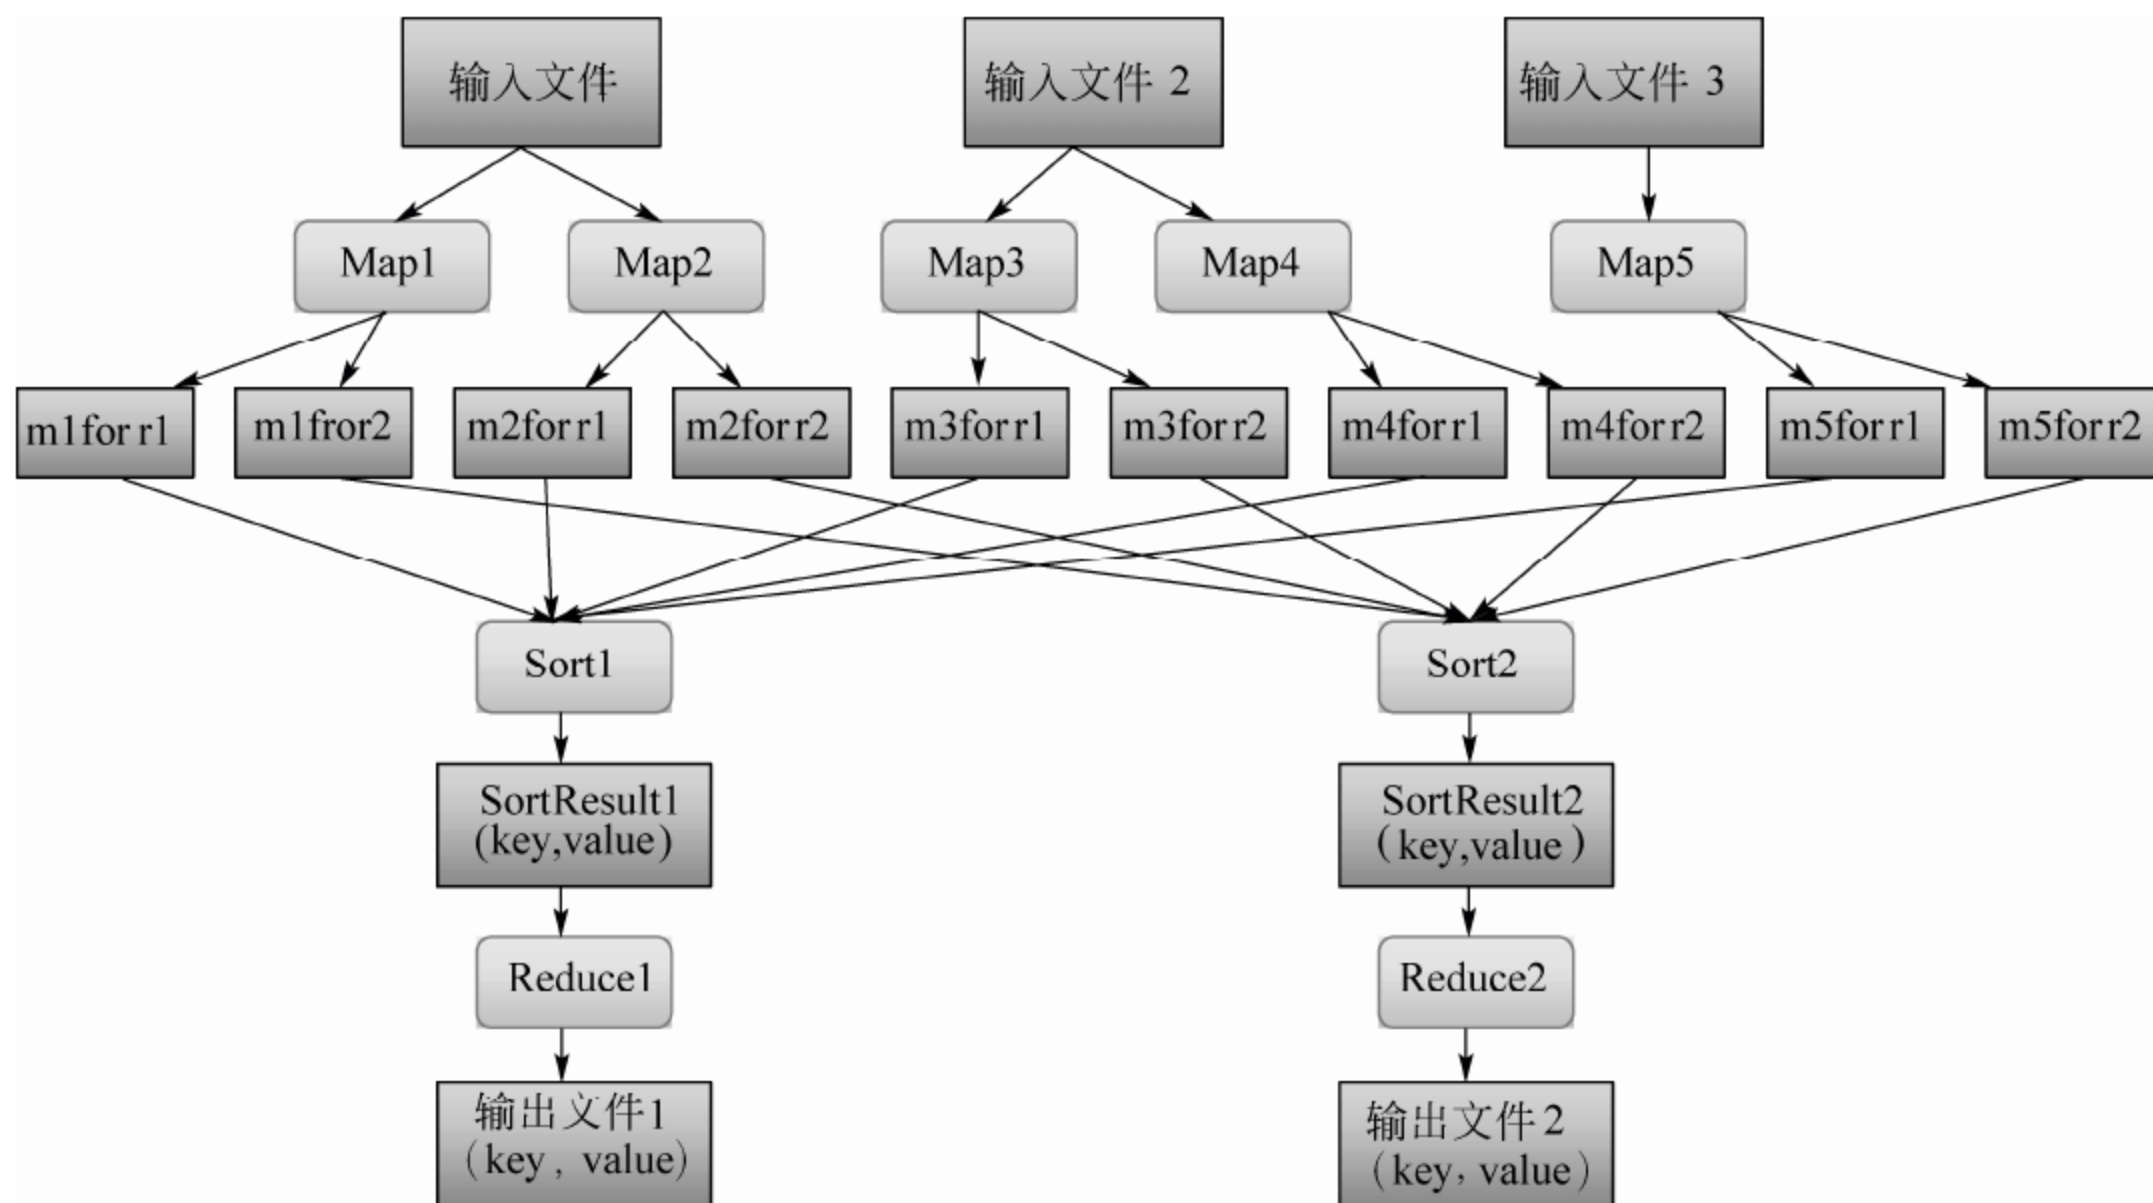 输入文件
输入文件 2
输入文件 3
Map1
Map2
Map3
Map4
Map5
m1for r1
m1fror2
m2for r1
m2for r2
m3for r1
m3for r2
m4for r1
m4for r2
m5for r1
m5for r2
Sort1
Sort2
SortResult1
(key,value)
SortResult2
(key,value)
Reduce1
Reduce2
输出文件1
(key, value)
输出文件2
(key, value)